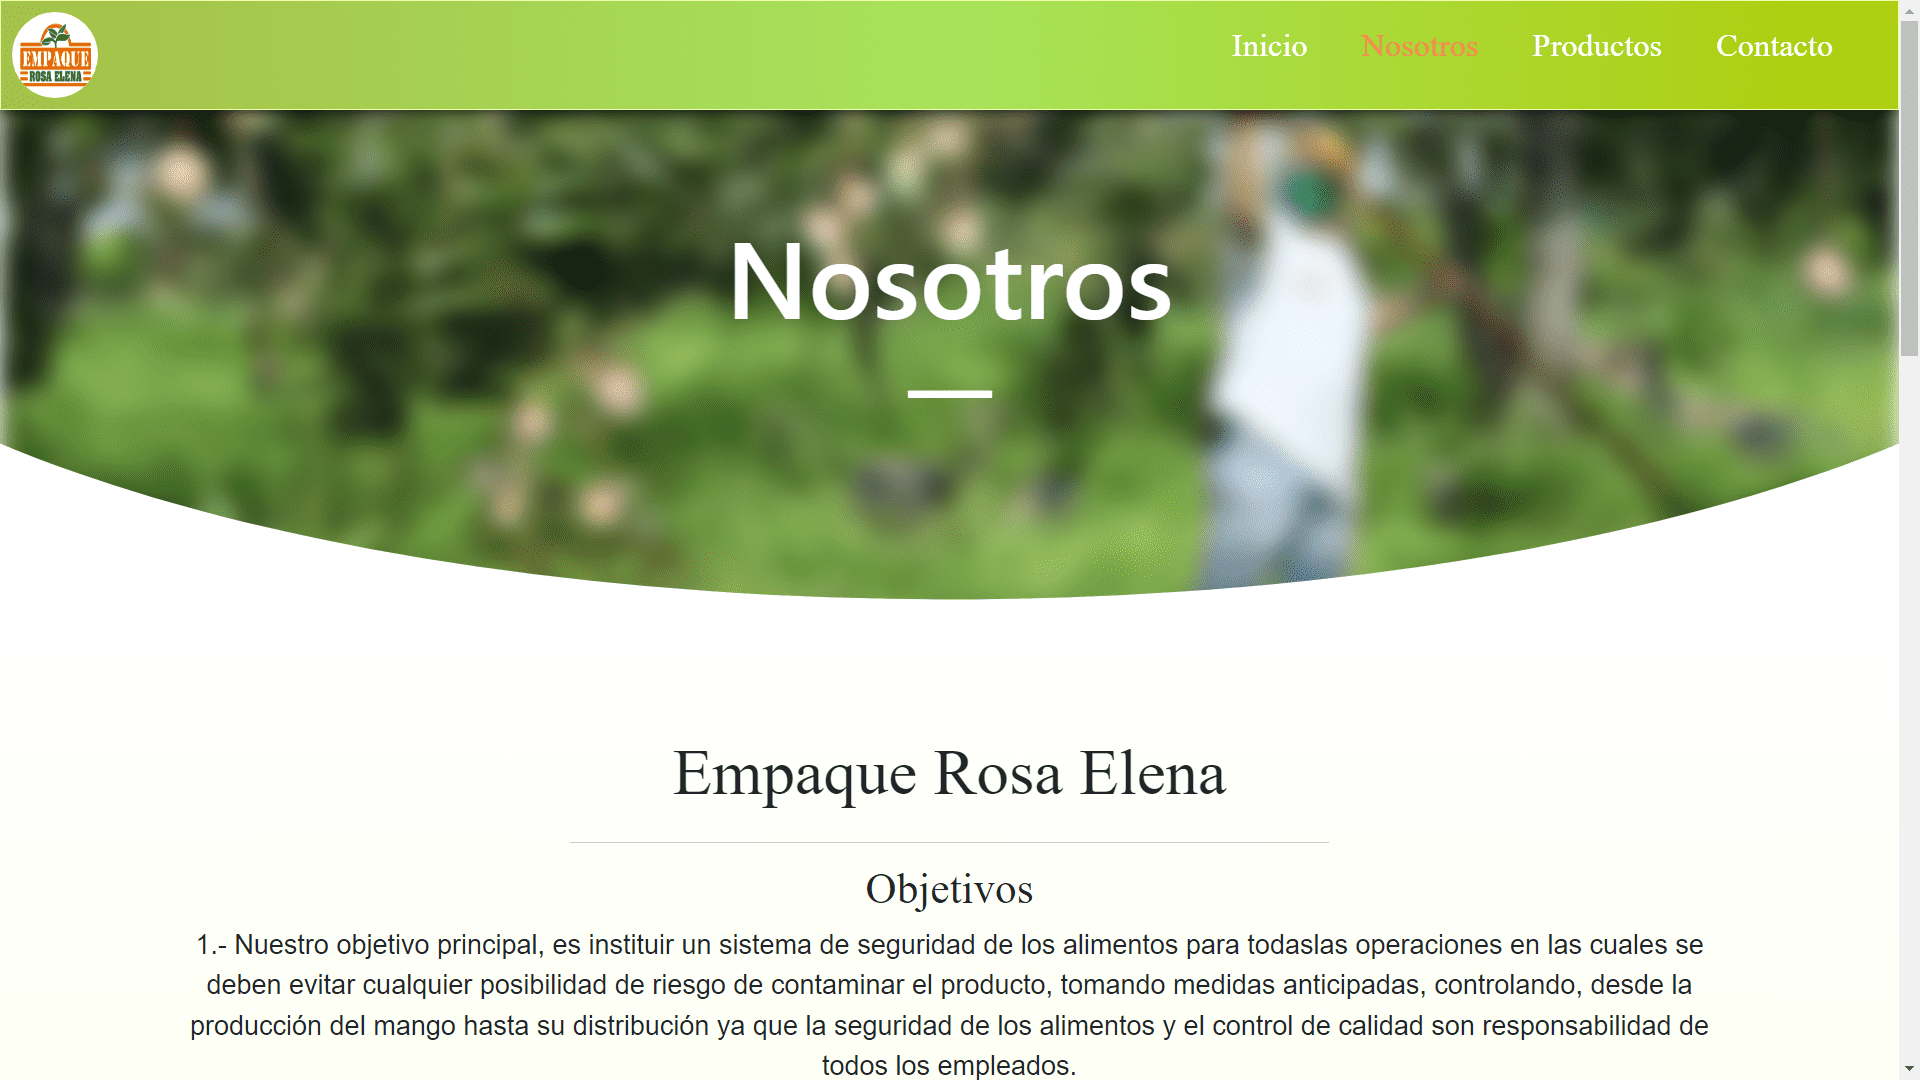 EMPAQUE
ROSA ELENA
Inicio
Nosotros
Productos
Contacto
Nosotros
Empaque Rosa Elena
Objetivos
1.- Nuestro objetivo principal, es instituir un sistema de seguridad de los alimentos para todaslas operaciones en las cuales se
deben evitar cualquier posibilidad de riesgo de contaminar el producto, tomando medidas anticipadas, controlando, desde la
producción del mango hasta su distribución ya que la seguridad de los alimentos y el control de calidad son responsabilidad de
todos los empleados.